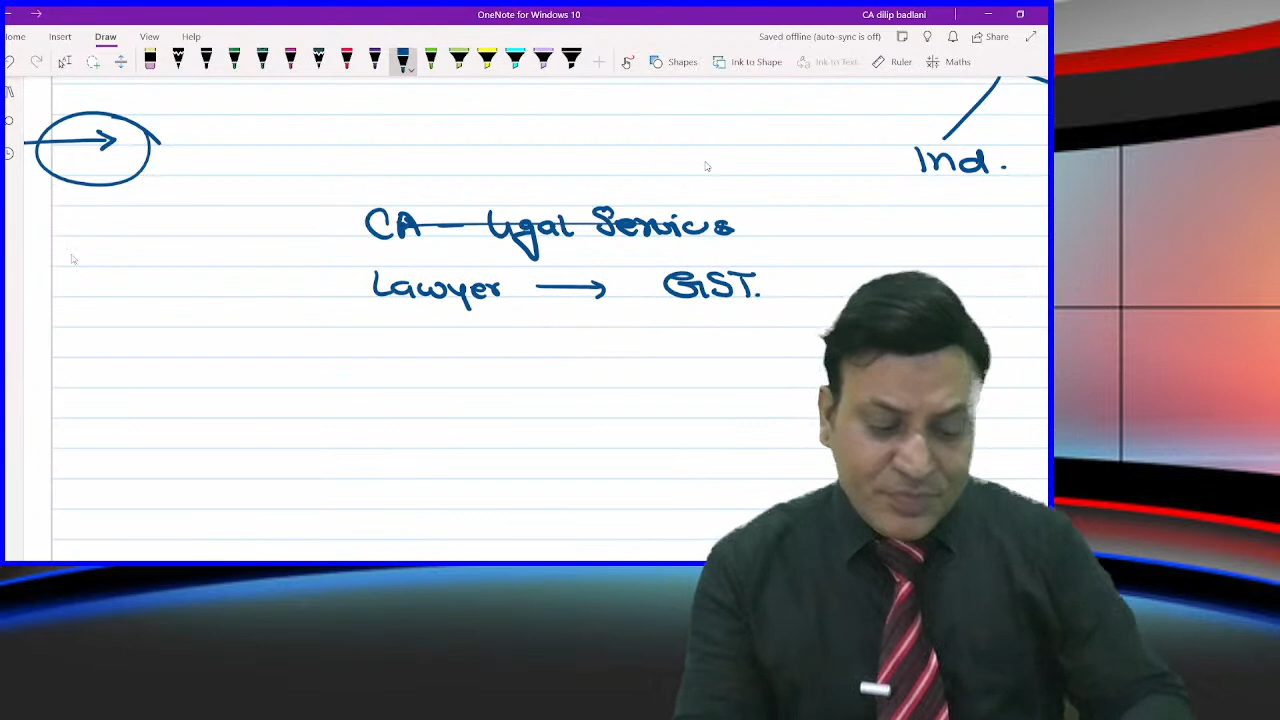 OneNote for Windows 10
CA dilip badlani
Insert Draw View Help
Saved offline (auto-sync is off)
Share
Shapes
Ink to Shape
Ink to Text
Ruler
Maths
Ind.
CA — Legal Services
Lawyer → GST.